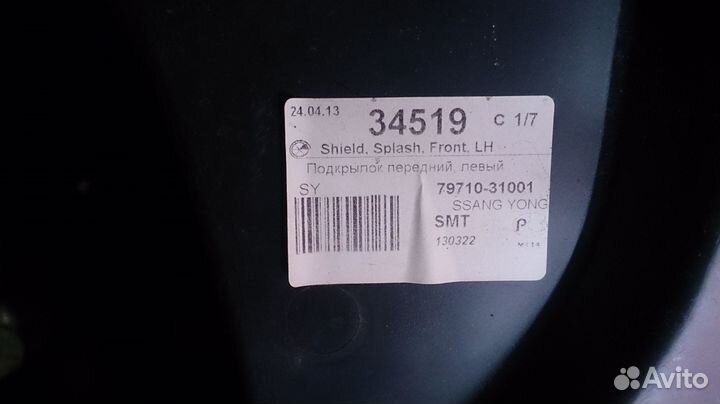 24.04.13 34519 C 1/7
Shield, Splash, Front, LH
Подкрылок передний, левый
SY 79710-31001
SSANG YONG
SMT P
130322
Avito